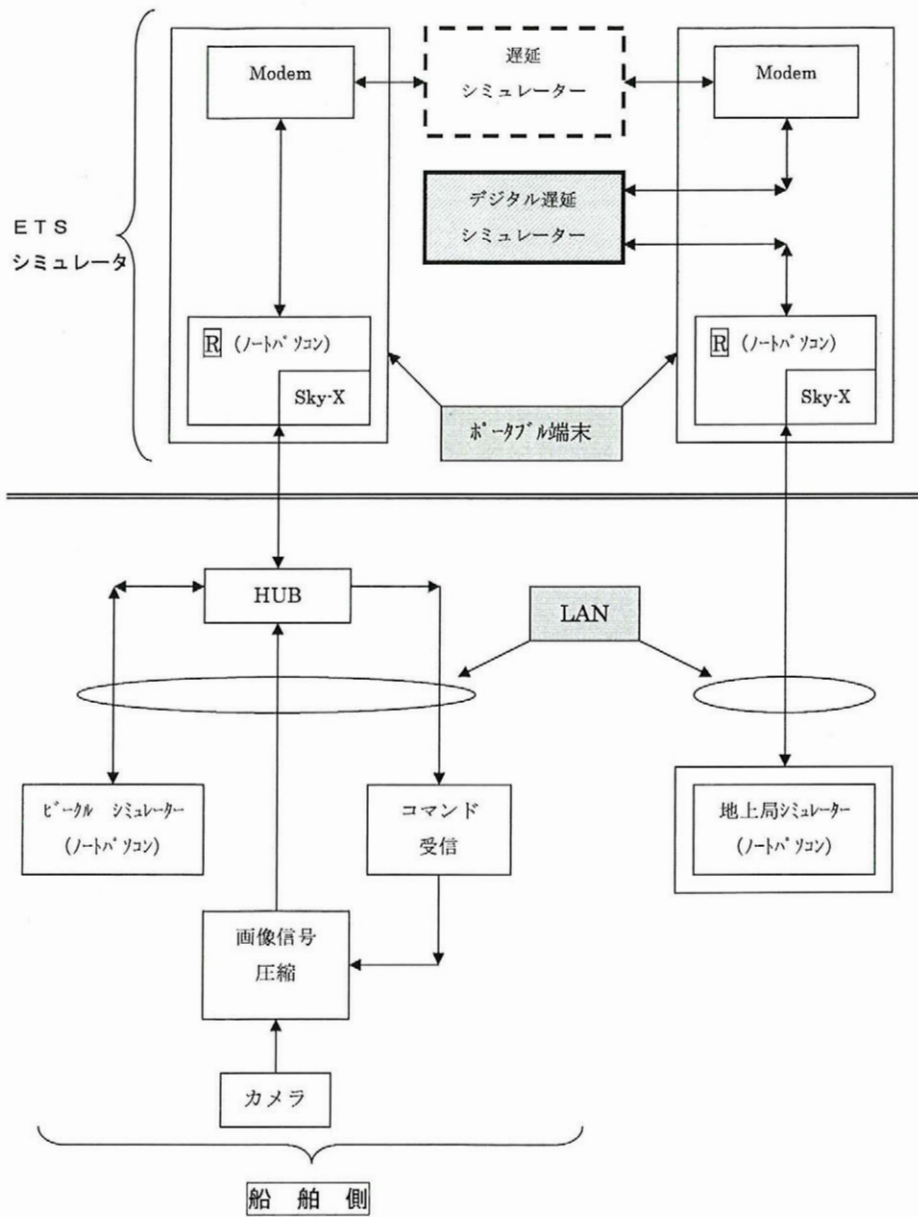 Modem
遅延
シミュレーター
Modem
デジタル遅延
シミュレーター
ＥＴＳ
シミュレータ
R (ﾉｰﾄﾊﾟｿｺﾝ)
Sky-X
R (ﾉｰﾄﾊﾟｿｺﾝ)
Sky-X
ﾎﾟｰﾀﾌﾞﾙ端末
HUB
LAN
ﾋﾞｰｸﾙ ｼﾐｭﾚｰﾀｰ
(ﾉｰﾄﾊﾟｿｺﾝ)
コマンド
受信
地上局ｼﾐｭﾚｰﾀｰ
(ﾉｰﾄﾊﾟｿｺﾝ)
画像信号
圧縮
カメラ
船 舶 側